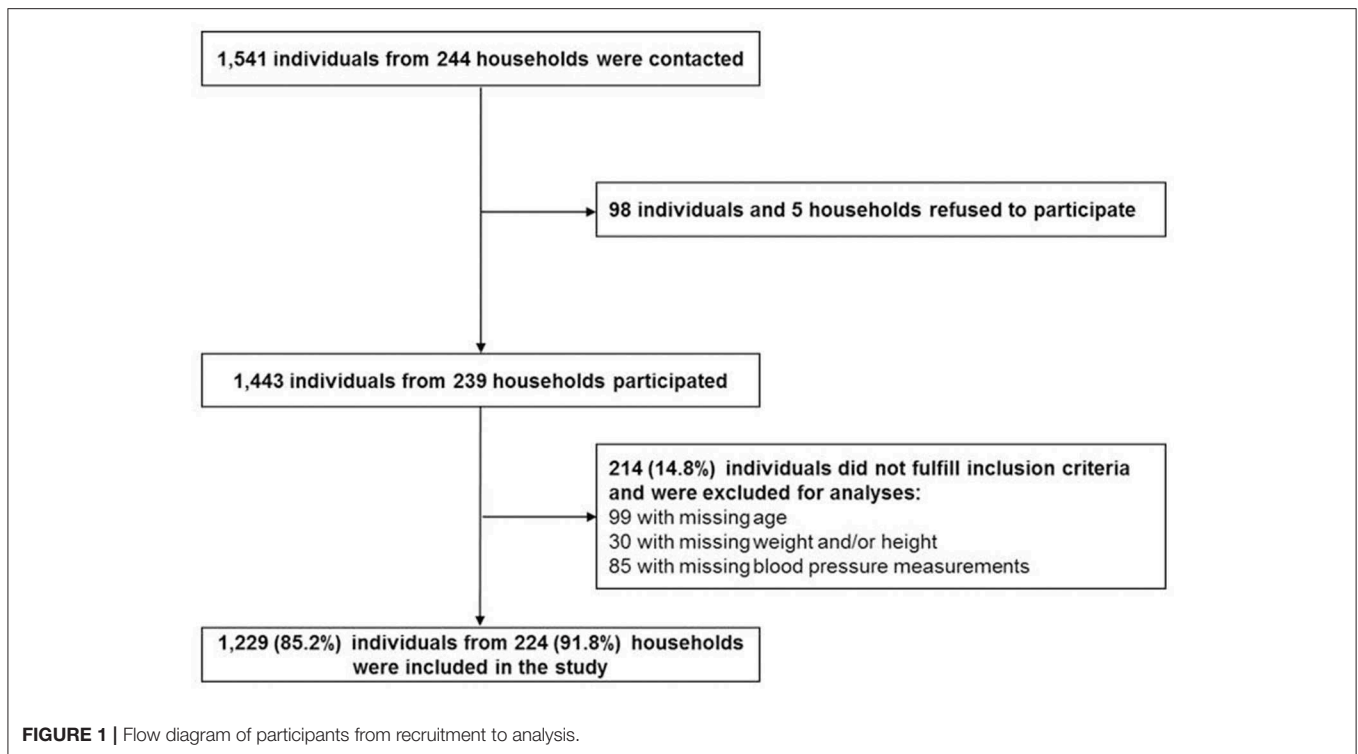 1,541 individuals from 244 households were contacted
98 individuals and 5 households refused to participate
1,443 individuals from 239 households participated
214 (14.8%) individuals did not fulfill inclusion criteria
and were excluded for analyses:
99 with missing age
30 with missing weight and/or height
85 with missing blood pressure measurements
1,229 (85.2%) individuals from 224 (91.8%) households
were included in the study
FIGURE 1 | Flow diagram of participants from recruitment to analysis.